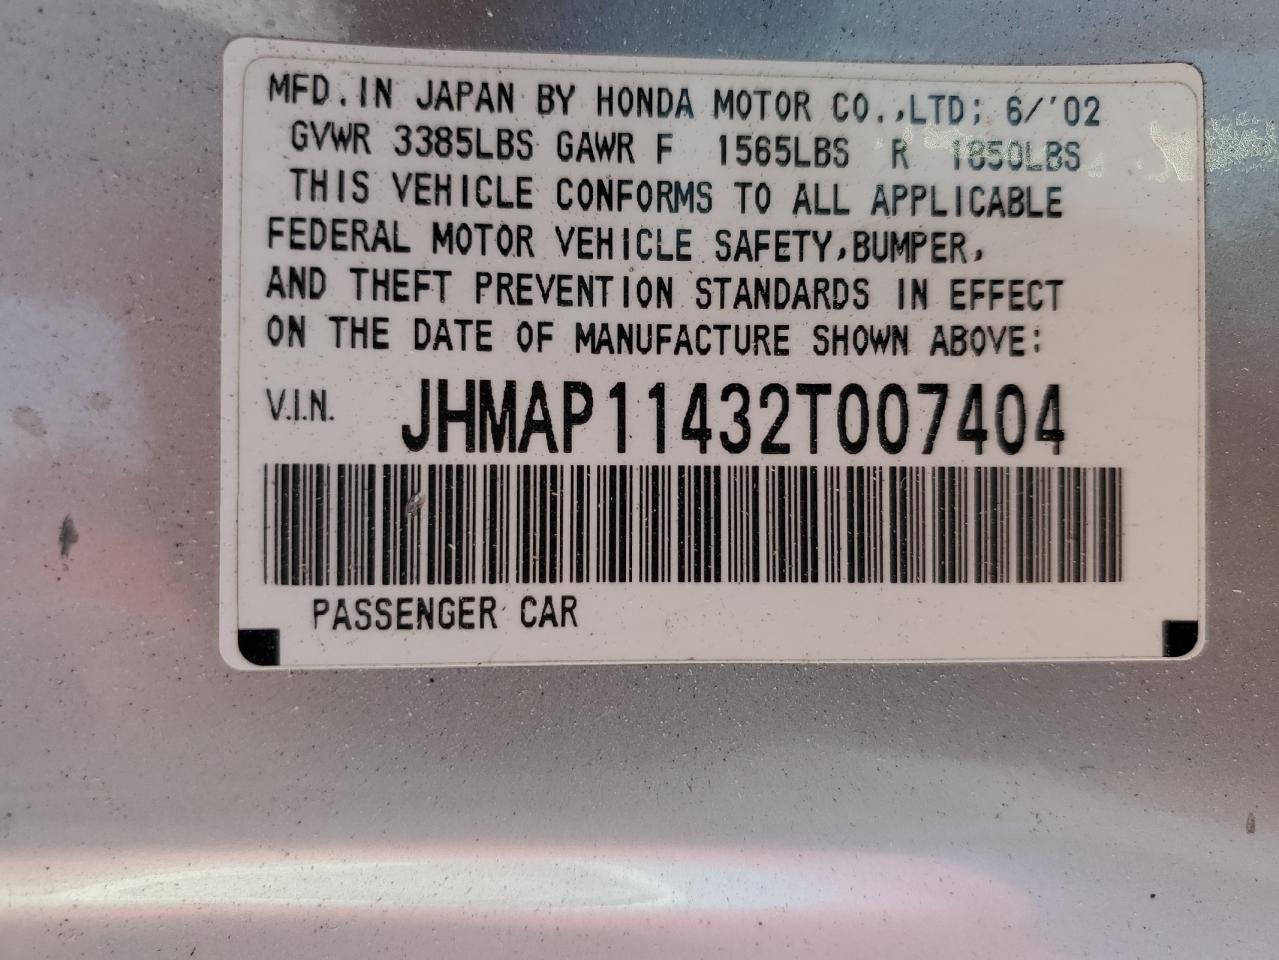 MFD. IN JAPAN BY HONDA MOTOR CO.,LTD; 6/'02
GVWR 3385LBS GAWR F 1565LBS R 1850LBS
THIS VEHICLE CONFORMS TO ALL APPLICABLE
FEDERAL MOTOR VEHICLE SAFETY,BUMPER,
AND THEFT PREVENTION STANDARDS IN EFFECT
ON THE DATE OF MANUFACTURE SHOWN ABOVE:
V.I.N. JHMAP11432T007404
PASSENGER CAR